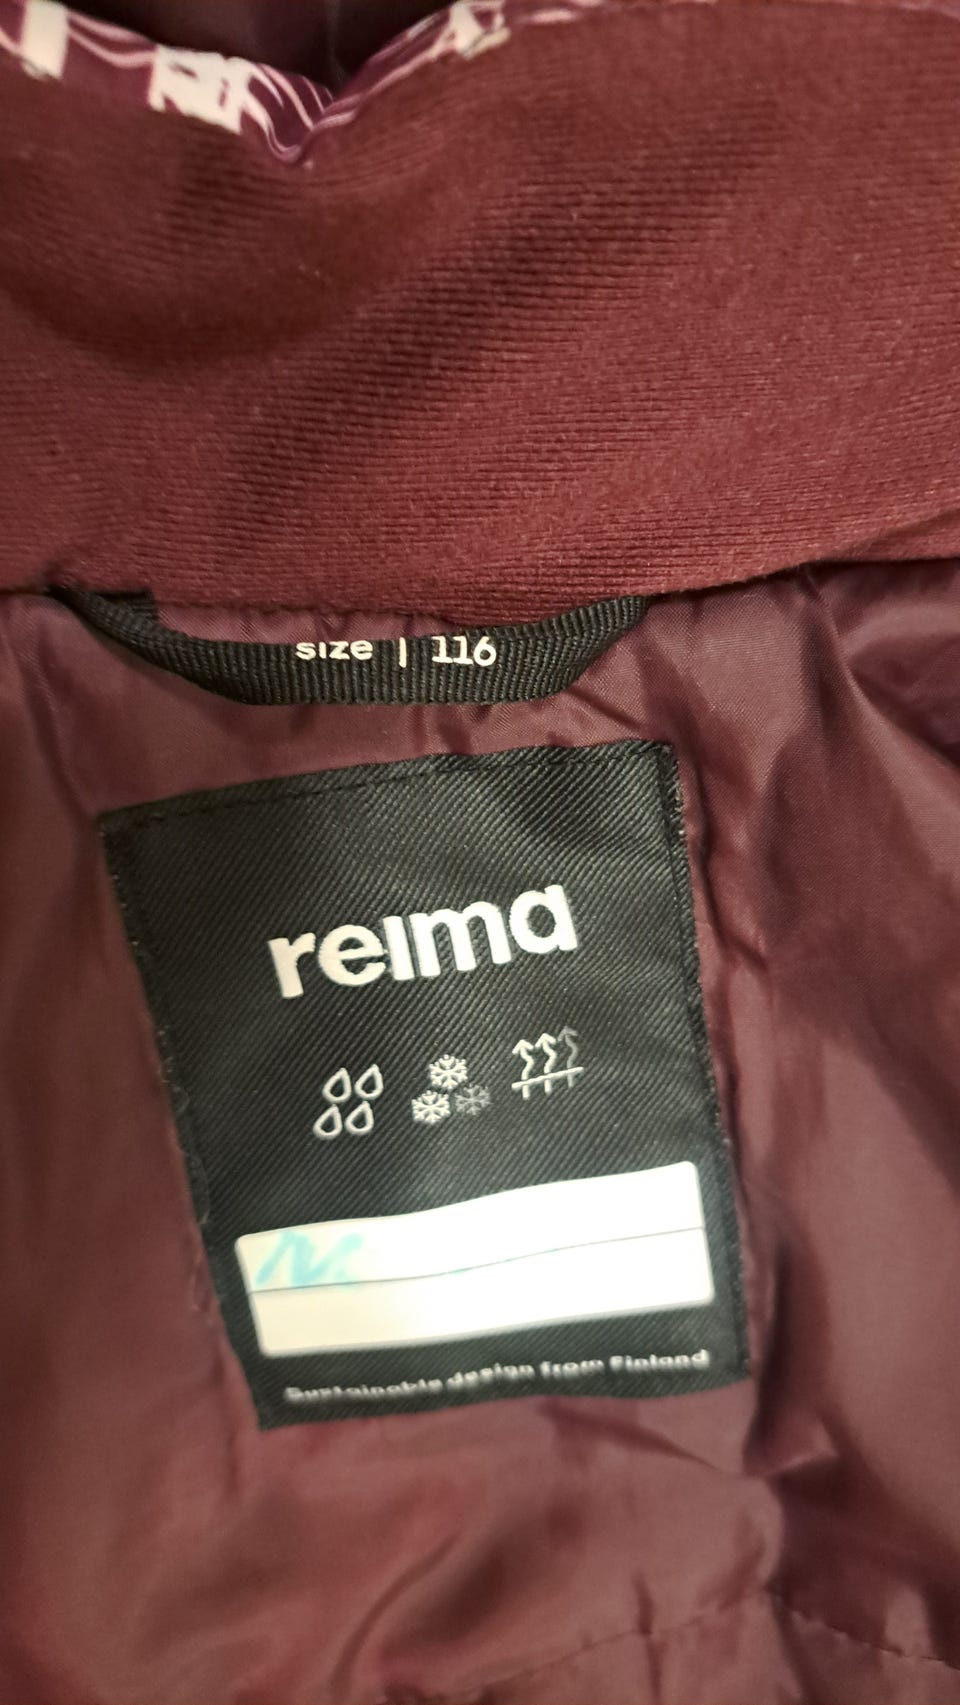 size | 116
reima
Sustainable design from Finland